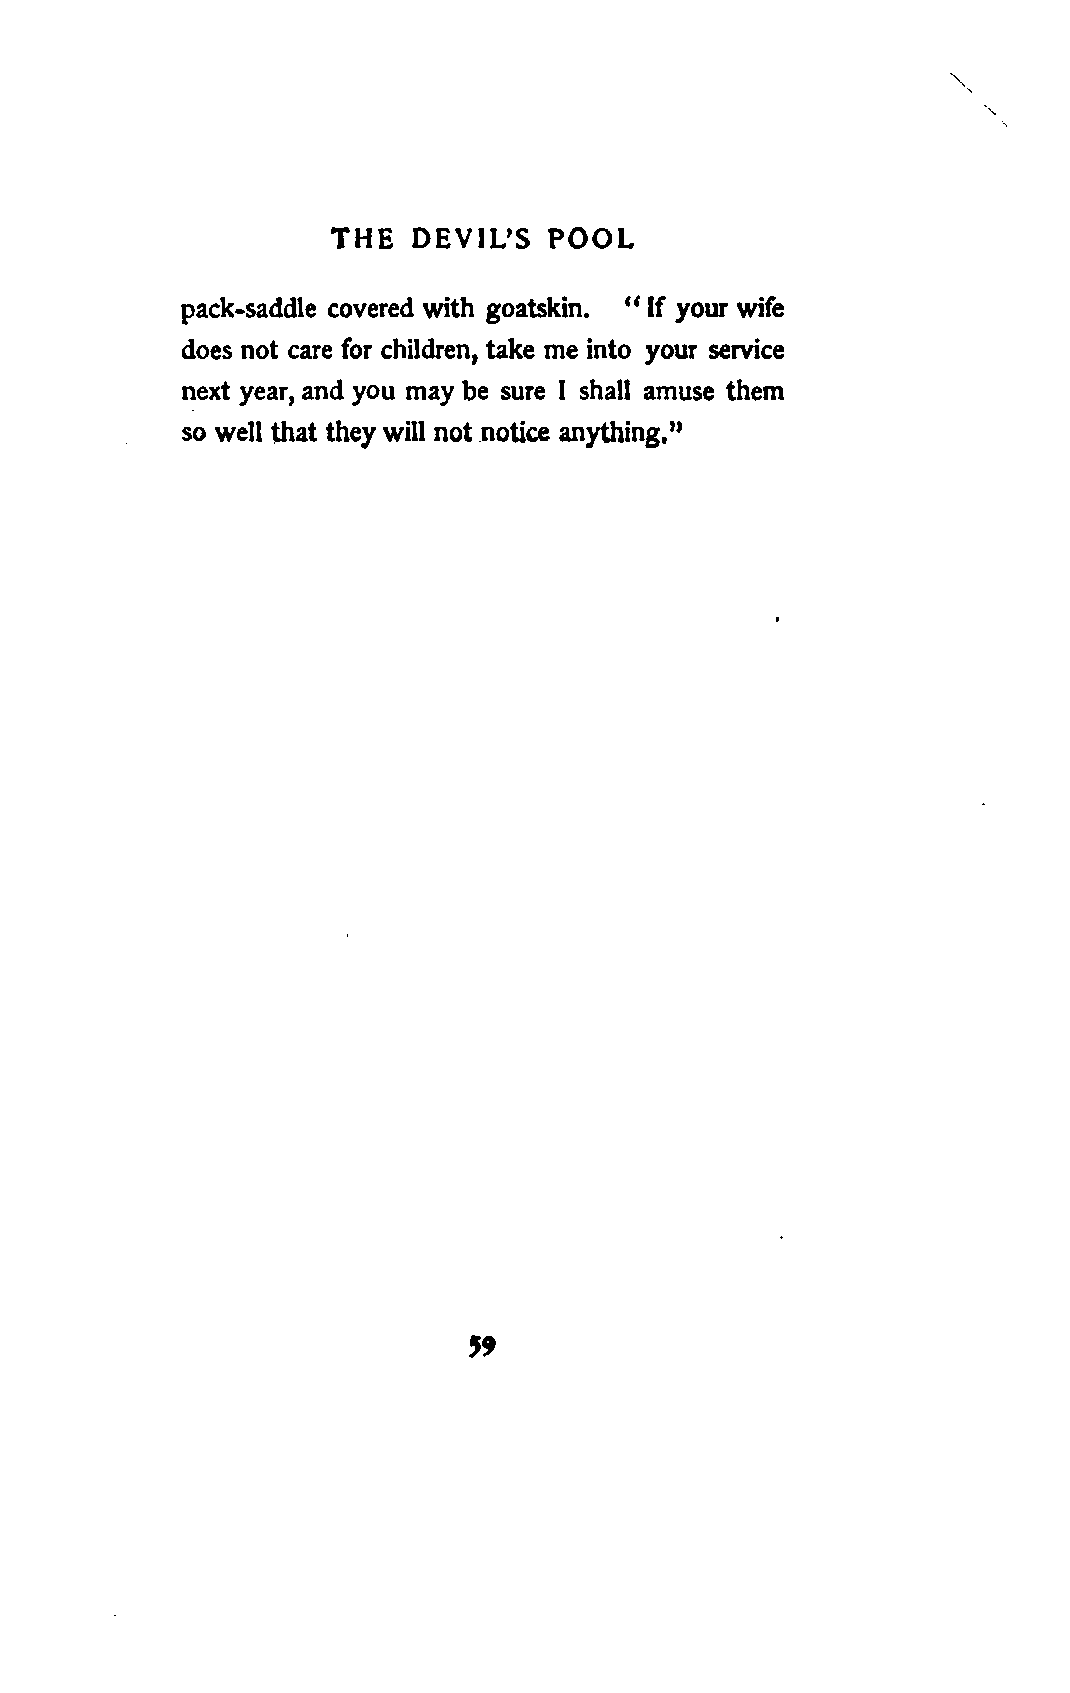 THE DEVIL'S POOL
pack-saddle covered with goatskin. "If your wife
does not care for children, take me into your service
next year, and you may be sure I shall amuse them
so well that they will not notice anything."
59